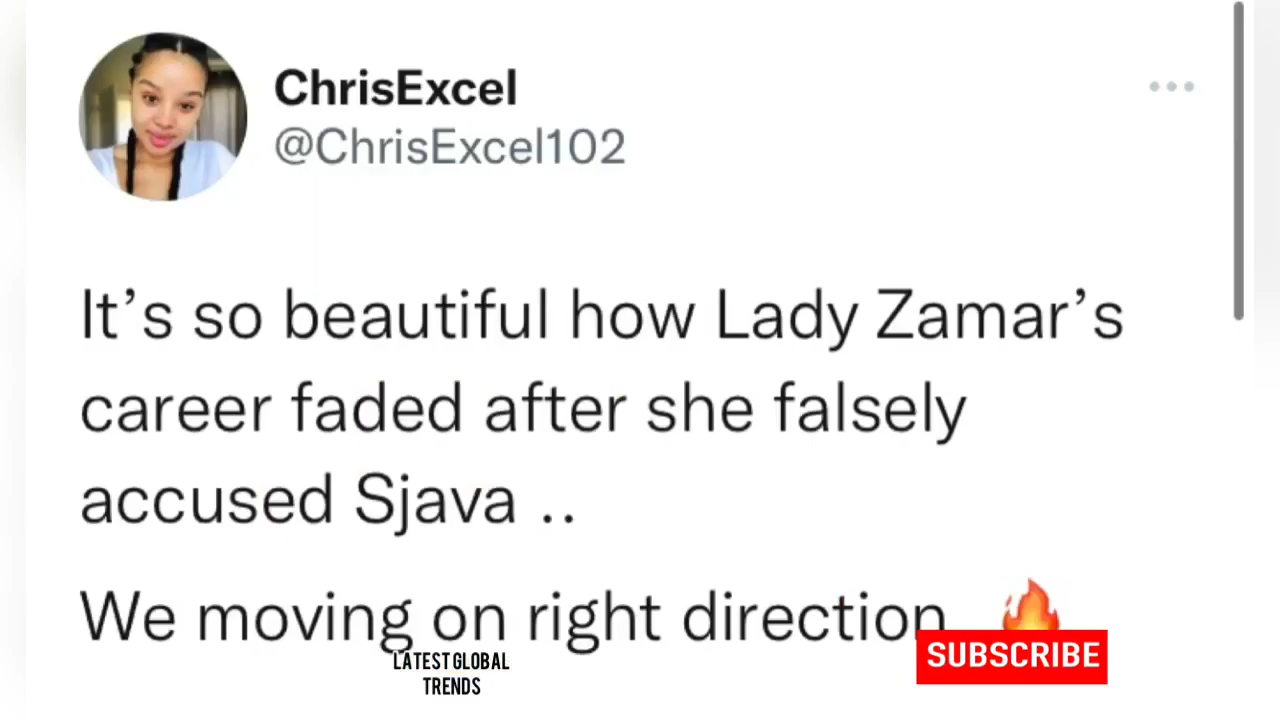 ChrisExcel
@ChrisExcel102
It’s so beautiful how Lady Zamar’s
career faded after she falsely
accused Sjava ..
We moving on right direction 🔥
LATEST GLOBAL
TRENDS
SUBSCRIBE